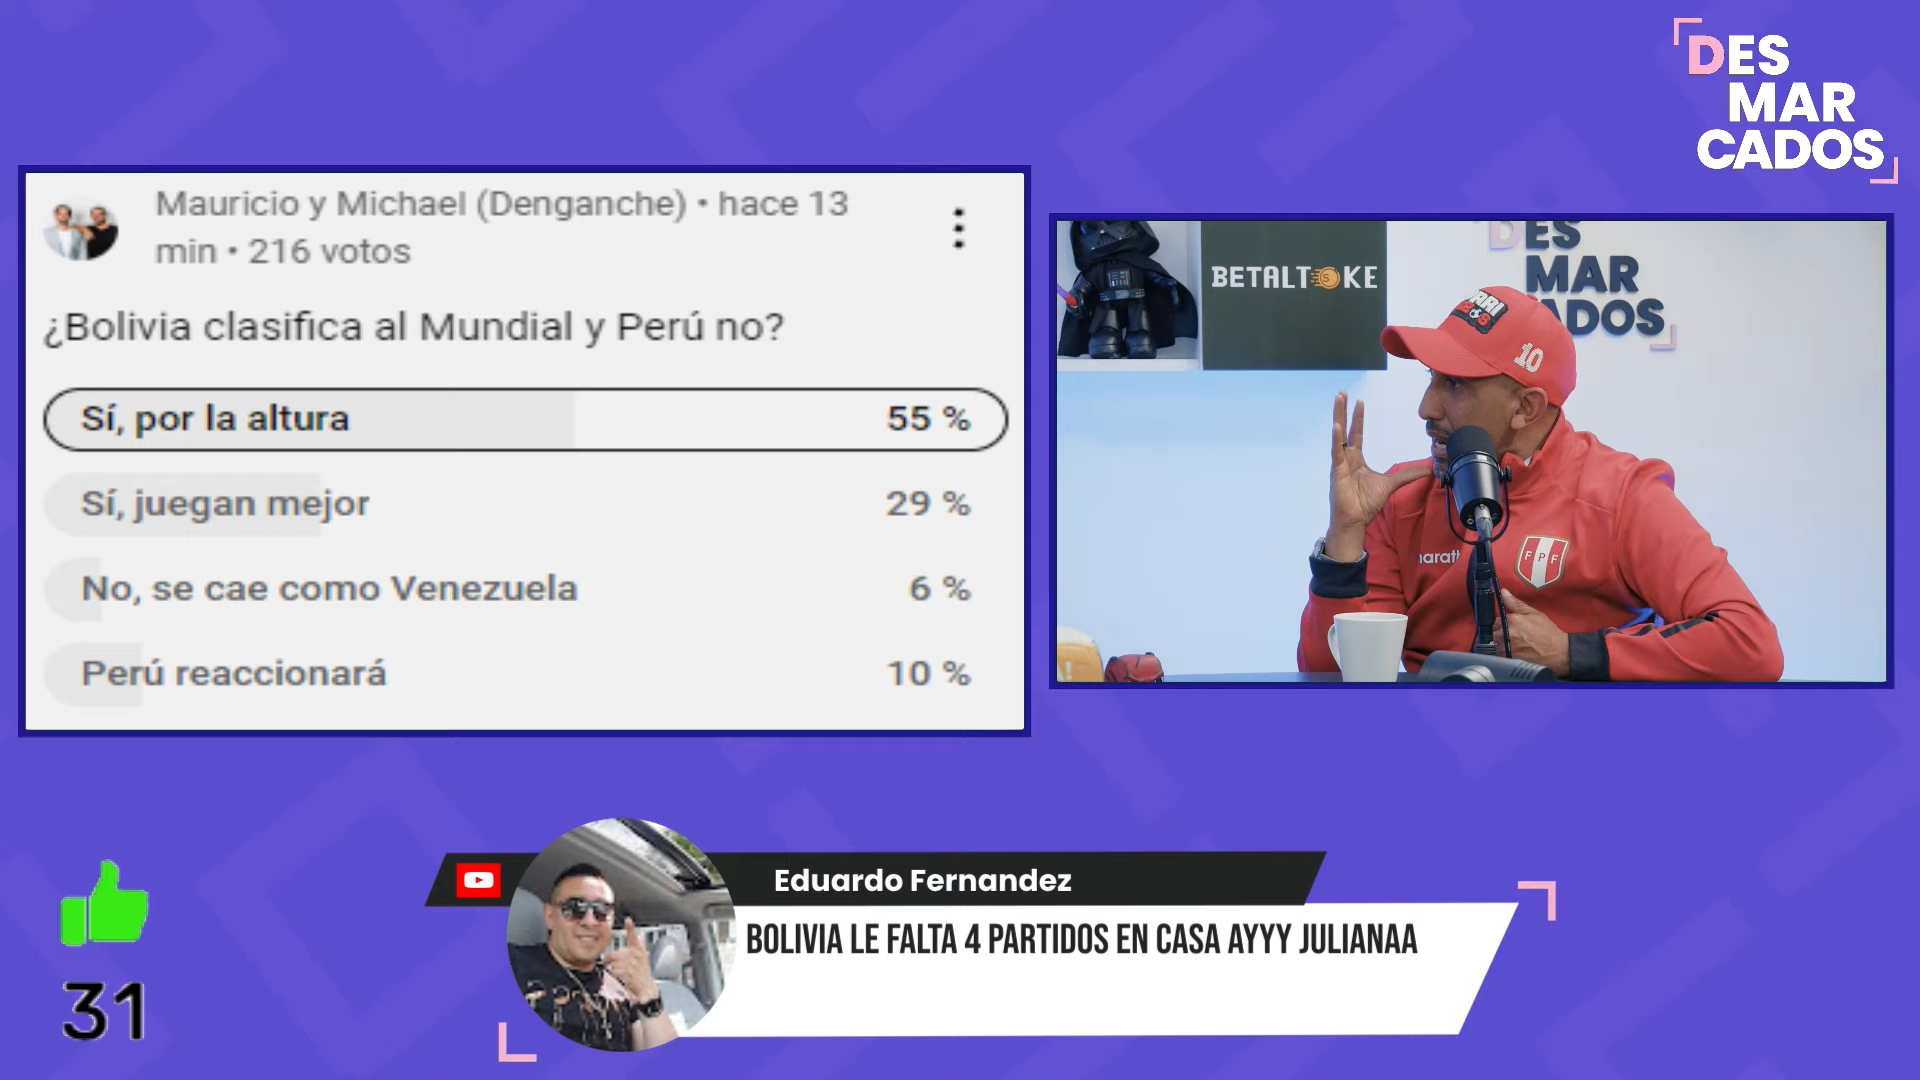 DES
MAR
CADOS
Mauricio y Michael (Denganche) • hace 13
min • 216 votos
¿Bolivia clasifica al Mundial y Perú no?
Sí, por la altura 55 %
Sí, juegan mejor 29 %
No, se cae como Venezuela 6 %
Perú reaccionará 10 %
BETALTOKE
DES
MAR
ADOS
10
marath
FPF
Eduardo Fernandez
BOLIVIA LE FALTA 4 PARTIDOS EN CASA AYYY JULIANAA
31